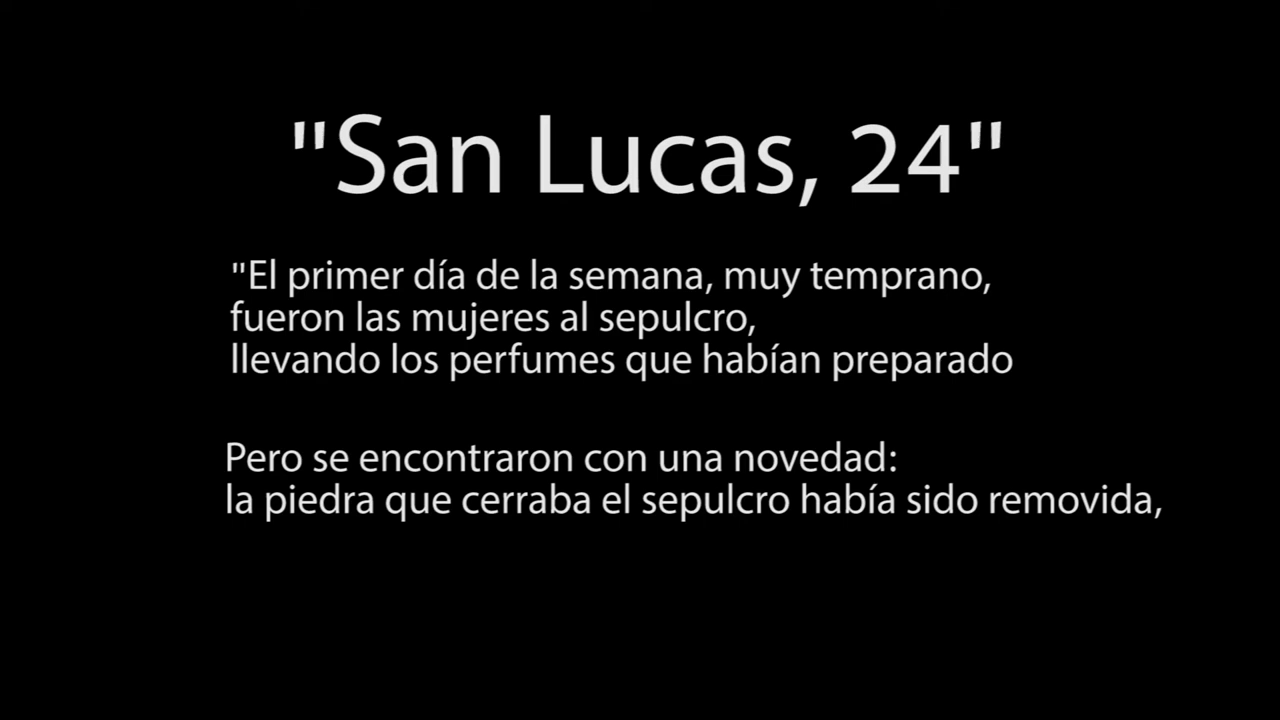 "San Lucas, 24"
"El primer día de la semana, muy temprano,
fueron las mujeres al sepulcro,
llevando los perfumes que habían preparado
Pero se encontraron con una novedad:
la piedra que cerraba el sepulcro había sido removida,